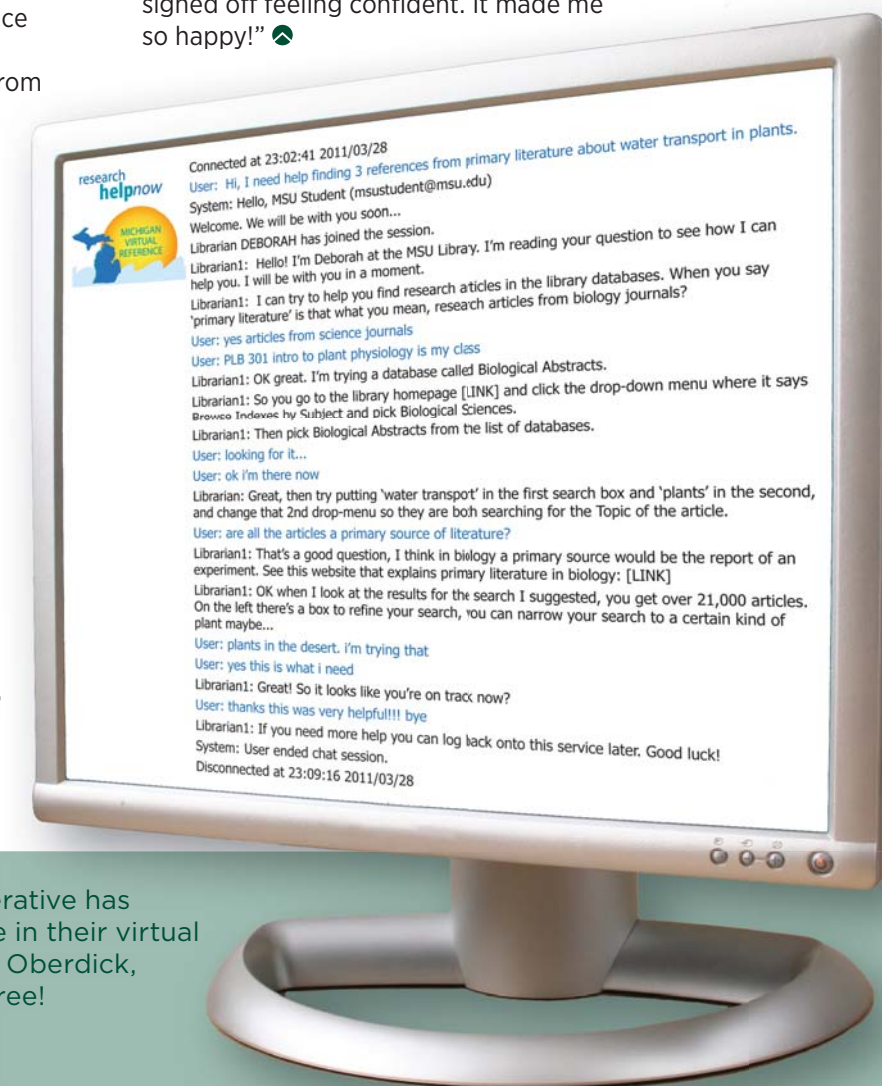 ce
rom
signed off feeling confident. It made me
so happy!”
research
helpnow
MICHIGAN
VIRTUAL
REFERENCE
Connected at 23:02:41 2011/03/28
User: Hi, I need help finding 3 references from primary literature about water transport in plants.
System: Hello, MSU Student (msustudent@msu.edu)
Welcome. We will be with you soon...
Librarian DEBORAH has joined the session.
Librarian1: Hello! I'm Deborah at the MSU Library. I'm reading your question to see how I can
help you. I will be with you in a moment.
Librarian1: I can try to help you find research articles in the library databases. When you say
'primary literature' is that what you mean, research articles from biology journals?
User: yes articles from science journals
User: PLB 301 intro to plant physiology is my class
Librarian1: OK great. I'm trying a database called Biological Abstracts.
Librarian1: So you go to the library homepage [LINK] and click the drop-down menu where it says
Browse Indexes by Subject and pick Biological Sciences.
Librarian1: Then pick Biological Abstracts from the list of databases.
User: looking for it...
User: ok i'm there now
Librarian: Great, then try putting 'water transpot' in the first search box and 'plants' in the second,
and change that 2nd drop-menu so they are both searching for the Topic of the article.
User: are all the articles a primary source of literature?
Librarian1: That's a good question, I think in biology a primary source would be the report of an
experiment. See this website that explains primary literature in biology: [LINK]
Librarian1: OK when I look at the results for the search I suggested, you get over 21,000 articles.
On the left there's a box to refine your search, you can narrow your search to a certain kind of
plant maybe...
User: plants in the desert. i'm trying that
User: yes this is what i need
Librarian1: Great! So it looks like you're on track now?
User: thanks this was very helpful!!! bye
Librarian1: If you need more help you can log back onto this service later. Good luck!
System: User ended chat session.
Disconnected at 23:09:16 2011/03/28
erative has
e in their virtual
Oberdick,
ree!